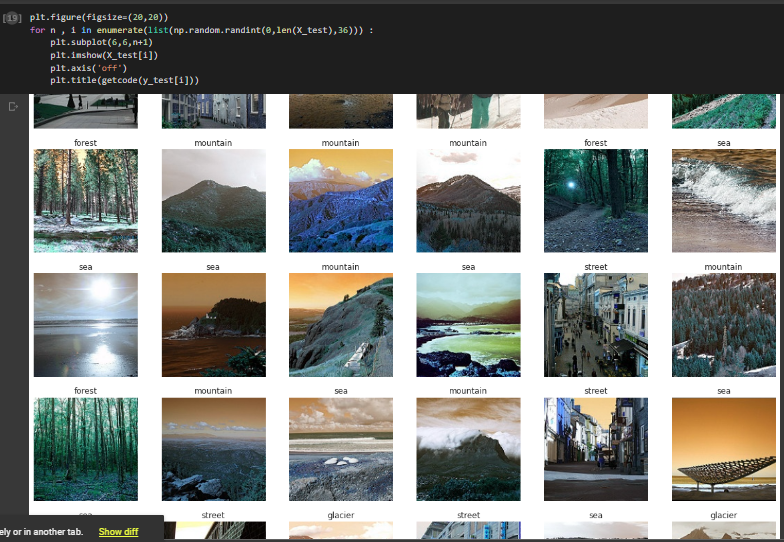 [19] plt.figure(figsize=(20,20))
for n , i in enumerate(list(np.random.randint(0,len(X_test),36))) :
    plt.subplot(6,6,n+1)
    plt.imshow(X_test[i])
    plt.axis('off')
    plt.title(getcode(y_test[i]))
forest mountain mountain mountain forest sea
sea sea mountain sea street mountain
forest mountain sea mountain street sea
sea street glacier street sea glacier
ely or in another tab. Show diff